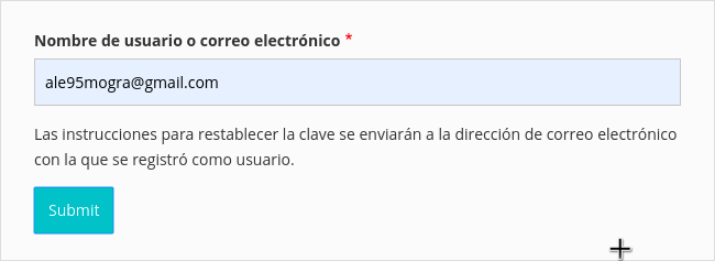 Nombre de usuario o correo electrónico *
ale95mogra@gmail.com
Las instrucciones para restablecer la clave se enviarán a la dirección de correo electrónico
con la que se registró como usuario.
Submit